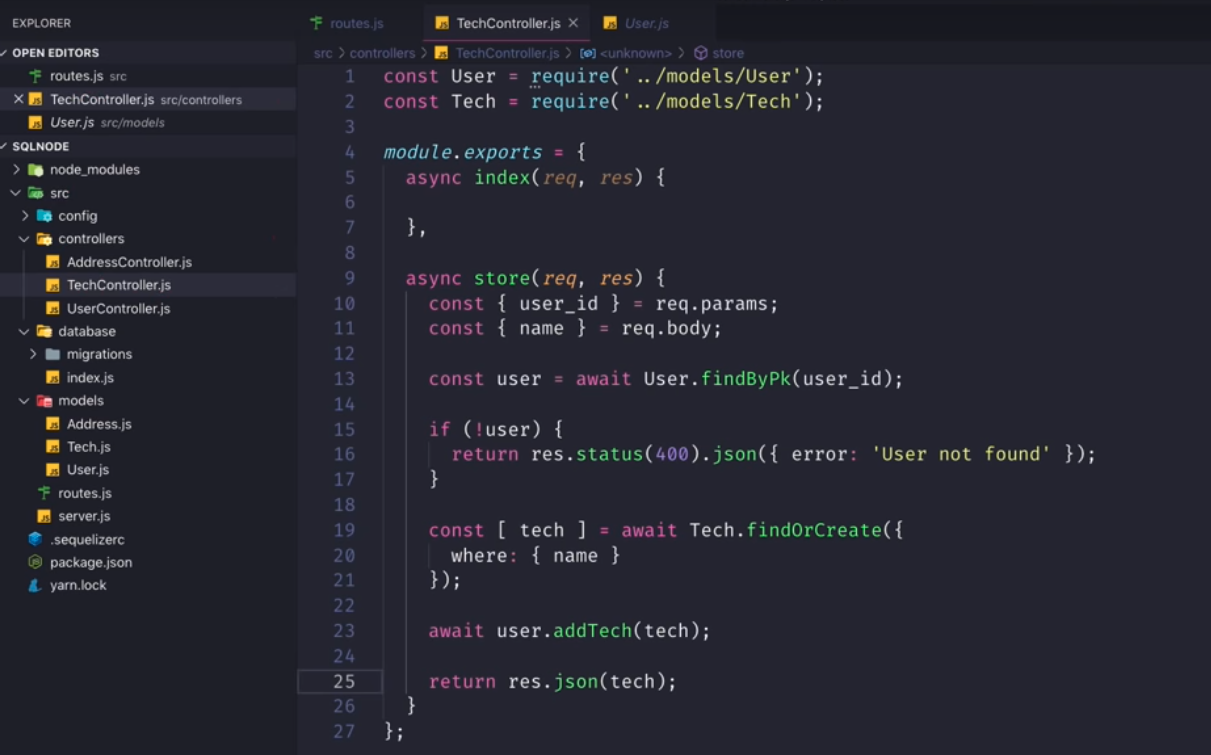 EXPLORER
OPEN EDITORS
routes.js src
TechController.js src/controllers
User.js src/models
SQLNODE
node_modules
src
config
controllers
AddressController.js
TechController.js
UserController.js
database
migrations
index.js
models
Address.js
Tech.js
User.js
routes.js
server.js
.sequelizerc
package.json
yarn.lock
routes.js TechController.js User.js
src > controllers > TechController.js > <unknown> > store
1 const User = require('../models/User');
2 const Tech = require('../models/Tech');
3
4 module.exports = {
5 async index(req, res) {
6
7 },
8
9 async store(req, res) {
10 const { user_id } = req.params;
11 const { name } = req.body;
12
13 const user = await User.findByPk(user_id);
14
15 if (!user) {
16 return res.status(400).json({ error: 'User not found' });
17 }
18
19 const [ tech ] = await Tech.findOrCreate({
20 where: { name }
21 });
22
23 await user.addTech(tech);
24
25 return res.json(tech);
26 }
27 };